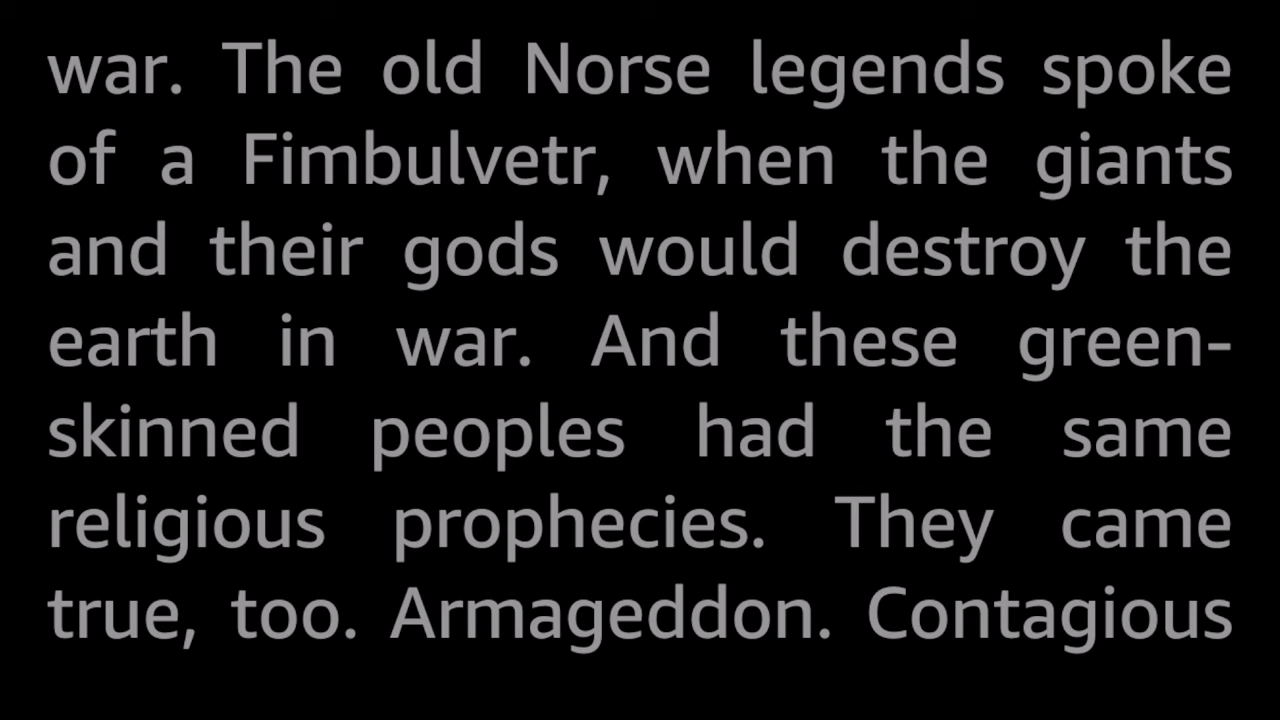 war. The old Norse legends spoke
of a Fimbulvetr, when the giants
and their gods would destroy the
earth in war. And these green-
skinned peoples had the same
religious prophecies. They came
true, too. Armageddon. Contagious